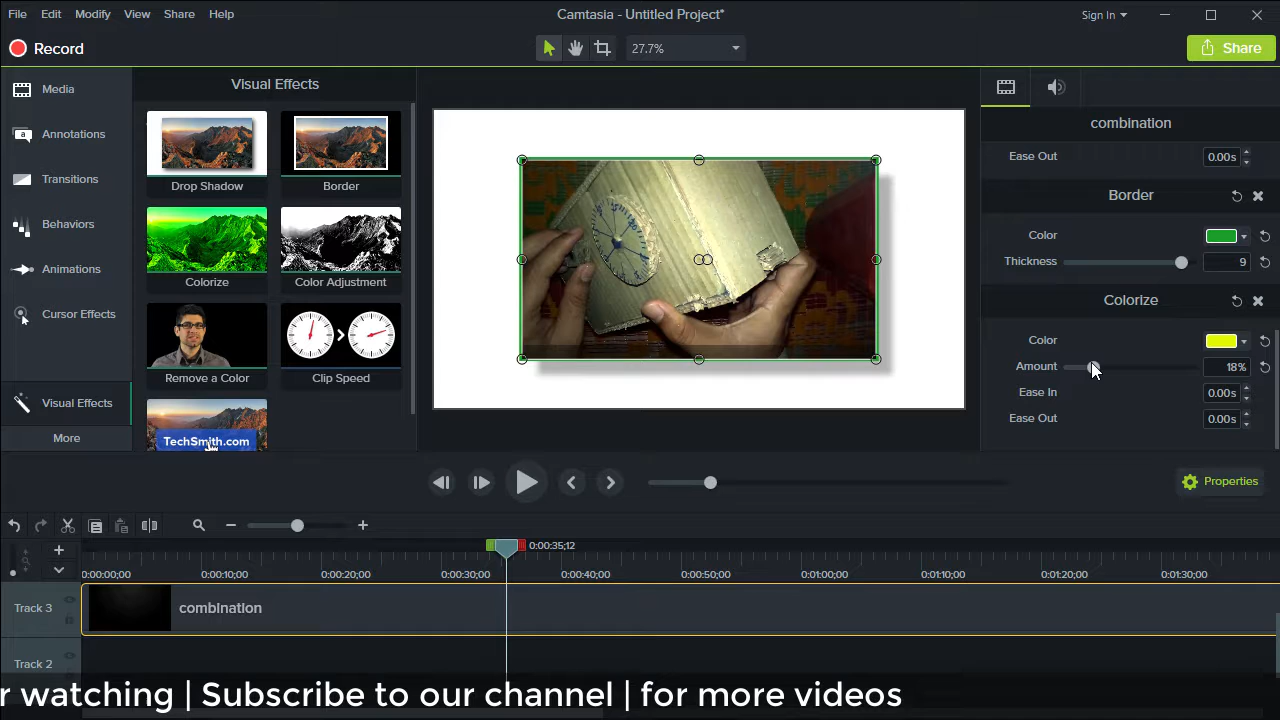 File Edit Modify View Share Help
Camtasia - Untitled Project*
Sign In
Record
27.7%
Share
Media
Annotations
Transitions
Behaviors
Animations
Cursor Effects
Visual Effects
More
Visual Effects
Drop Shadow
Border
Colorize
Color Adjustment
Remove a Color
Clip Speed
TechSmith.com
combination
Ease Out 0.00s
Border
Color
Thickness 9
Colorize
Color
Amount 18%
Ease In 0.00s
Ease Out 0.00s
Properties
0:00:35;12
0:00:00;00 0:00:10;00 0:00:20;00 0:00:30;00 0:00:40;00 0:00:50;00 0:01:00;00 0:01:10;00 0:01:20;00 0:01:30;00
Track 3 combination
Track 2
r watching | Subscribe to our channel | for more videos